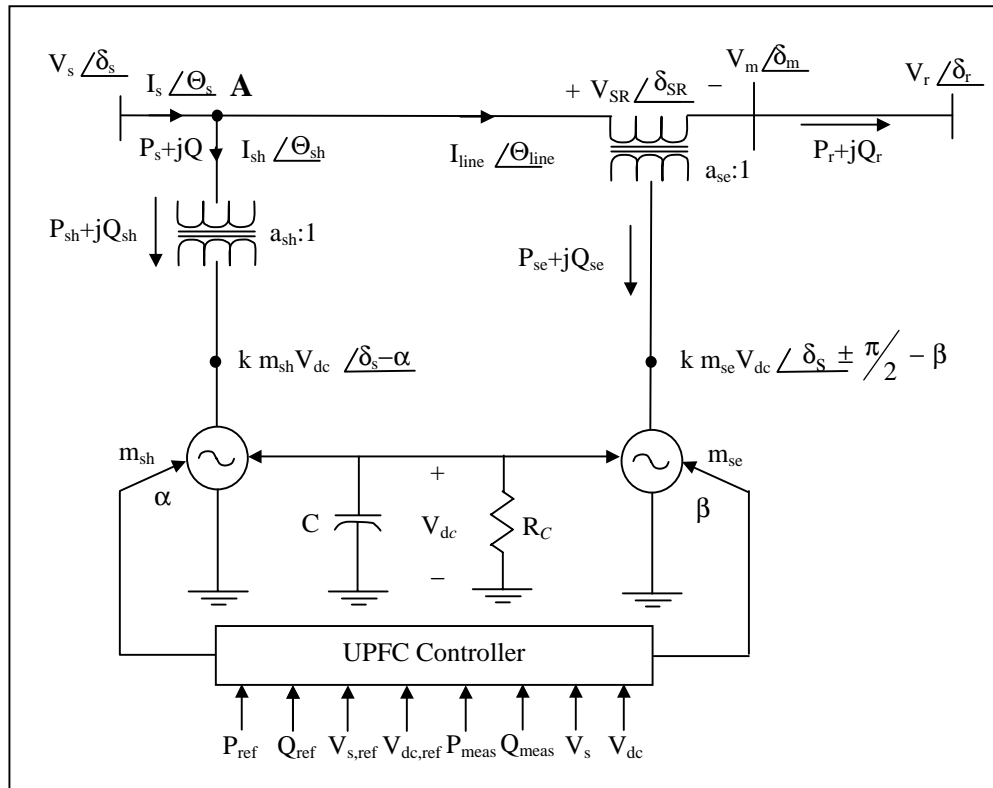 V_s ∠δ_s
I_s ∠Θ_s
A
+ V_SR ∠δ_SR −
V_m ∠δ_m
V_r ∠δ_r
P_s+jQ
I_sh ∠Θ_sh
I_line ∠Θ_line
a_se:1
P_r+jQ_r
P_sh+jQ_sh
a_sh:1
P_se+jQ_se
k m_sh V_dc ∠δ_s−α
k m_se V_dc ∠δ_S ± π/2 − β
m_sh
α
+
m_se
β
C
V_dc
R_C
−
UPFC Controller
P_ref Q_ref V_s,ref V_dc,ref P_meas Q_meas V_s V_dc